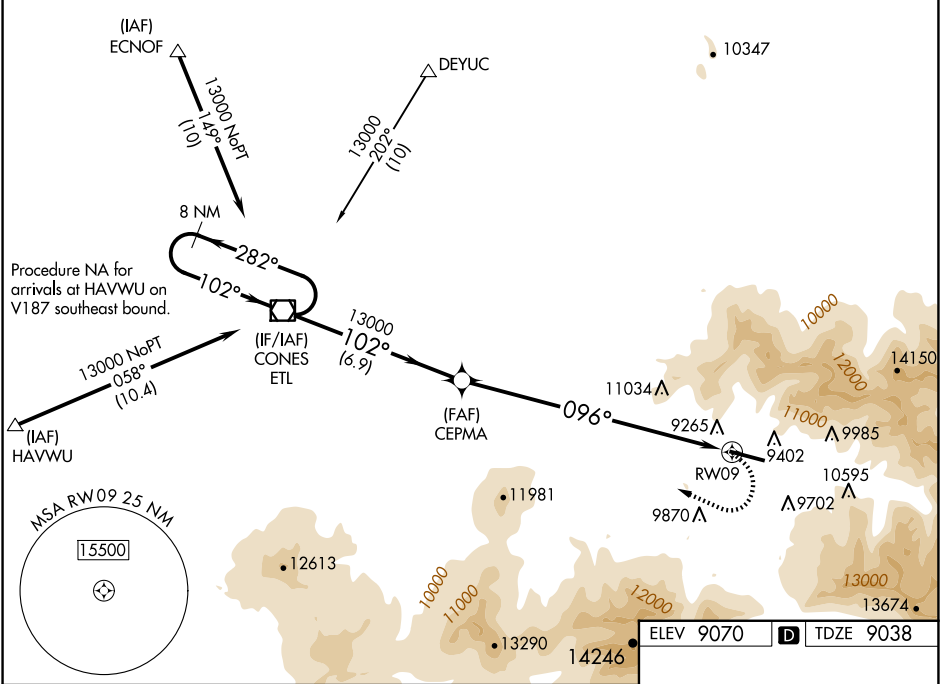 (IAF)
ECNOF
13000 NoPT
149°
(10)
DEYUC
13000
202°
(10)
10347
8 NM
282°
102°
Procedure NA for
arrivals at HAVWU on
V187 southeast bound.
(IF/IAF)
CONES
ETL
13000
102°
(6.9)
13000 NoPT
058°
(10.4)
(IAF)
HAVWU
(FAF)
CEPMA
096°
10000
12000
14150
11034
11000
9265
9402
9985
RW09
10595
9870
9702
11981
MSA RW09 25 NM
15500
12613
10000
11000
12000
13000
13674
13290
14246
ELEV 9070
D
TDZE 9038